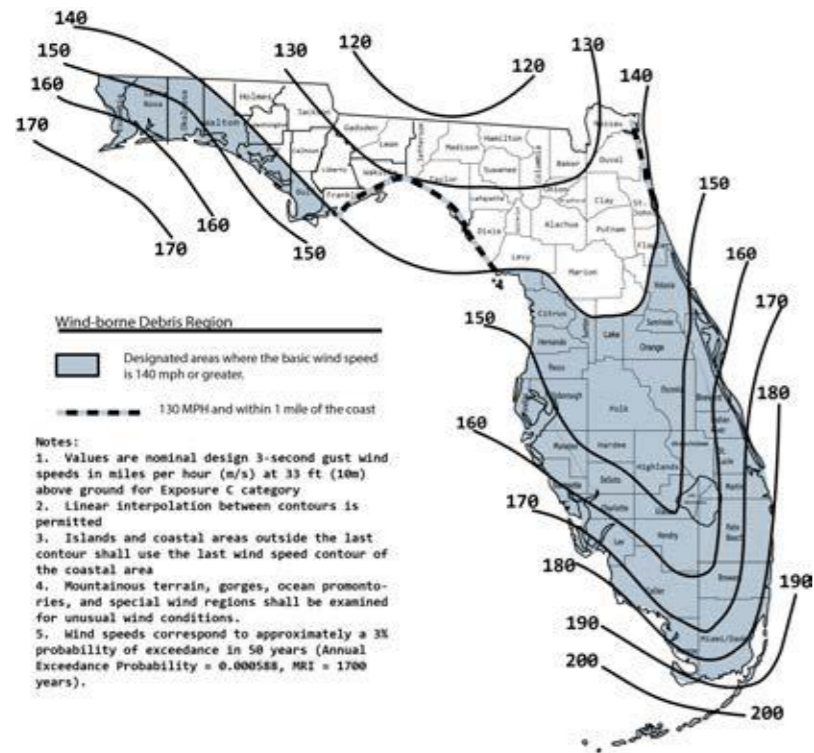 140
150
160
170
130
120
120
130
140
150
160
170
170
160
150
150
160
170
180
150
160
170
180
190
190
200
200
Holmes
Walton
Okaloosa
Calhoun
Liberty
Gadsden
Leon
Wakulla
Franklin
Gulf
Jefferson
Madison
Hamilton
Taylor
Suwanee
Lafayette
Columbia
Baker
Nassau
Duval
Union
Clay
Dixie
Alachua
Putnam
Flagler
Levy
Marion
Volusia
Citrus
Lake
Seminole
Hernando
Orange
Pasco
Osceola
Polk
Hardee
Highlands
DeSoto
Charlotte
Lee
Hendry
Martin
Palm
Beach
Collier
Miami/Dade
Wind-borne Debris Region
Designated areas where the basic wind speed
is 140 mph or greater.
130 MPH and within 1 mile of the coast
Notes:
1. Values are nominal design 3-second gust wind
speeds in miles per hour (m/s) at 33 ft (10m)
above ground for Exposure C category
2. Linear interpolation between contours is
permitted
3. Islands and coastal areas outside the last
contour shall use the last wind speed contour of
the coastal area
4. Mountainous terrain, gorges, ocean promonto-
ries, and special wind regions shall be examined
for unusual wind conditions.
5. Wind speeds correspond to approximately a 3%
probability of exceedance in 50 years (Annual
Exceedance Probability = 0.000588, MRI = 1700
years).